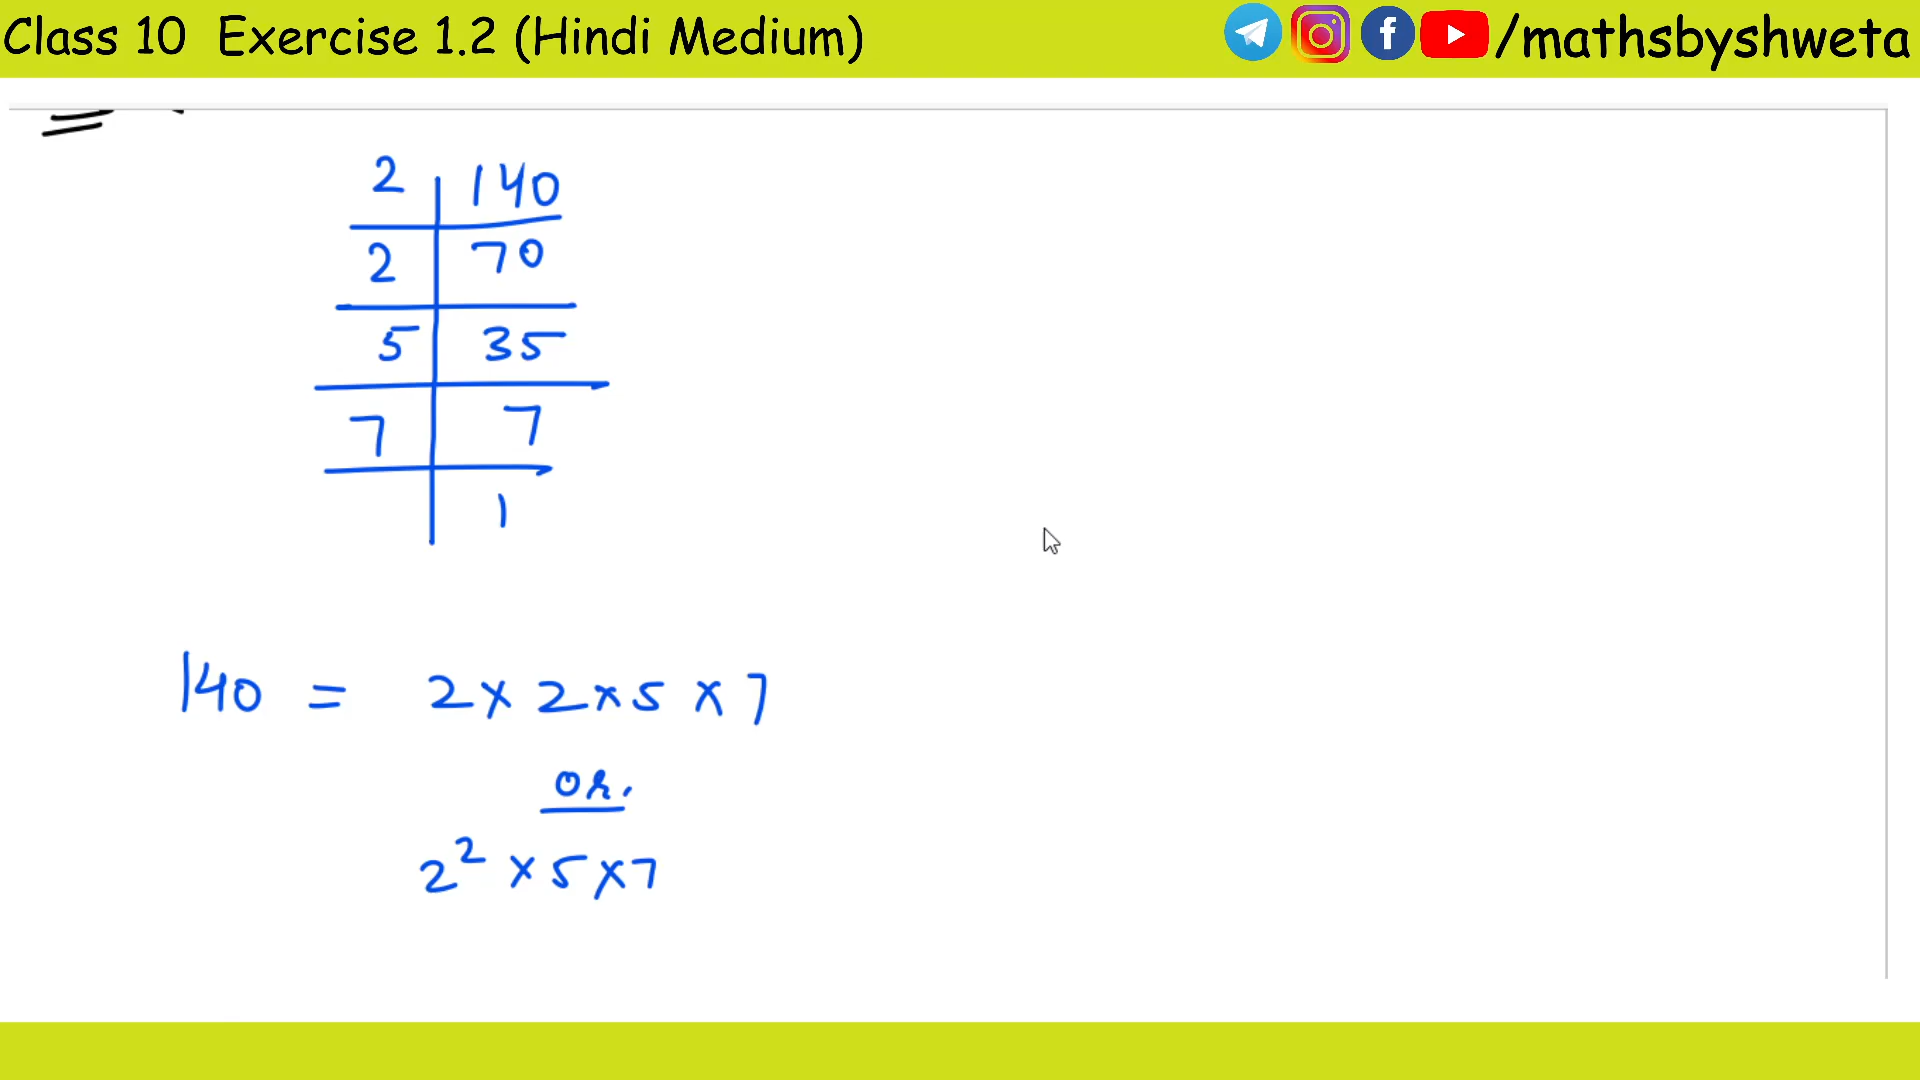 Class 10 Exercise 1.2 (Hindi Medium)
/mathsbyshweta
2 | 140
2 | 70
5 | 35
7 | 7
1
140 = 2 × 2 × 5 × 7
or.
2² × 5 × 7